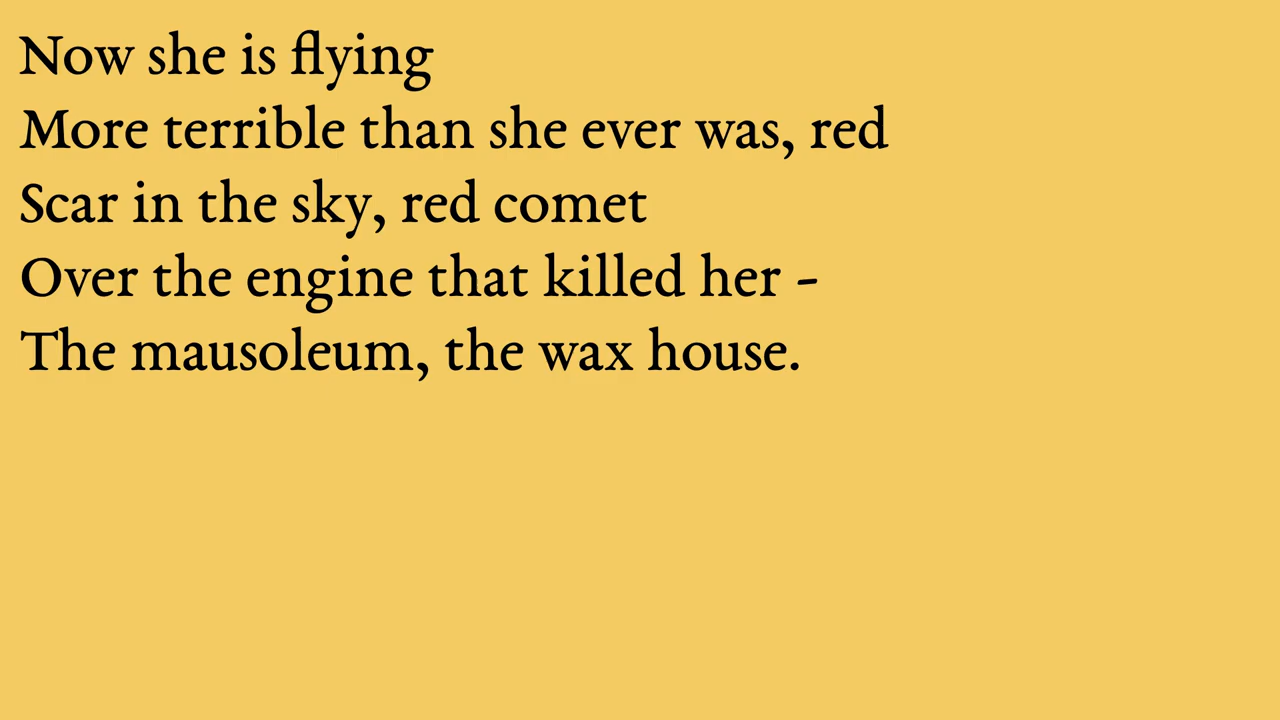 Now she is flying
More terrible than she ever was, red
Scar in the sky, red comet
Over the engine that killed her –
The mausoleum, the wax house.